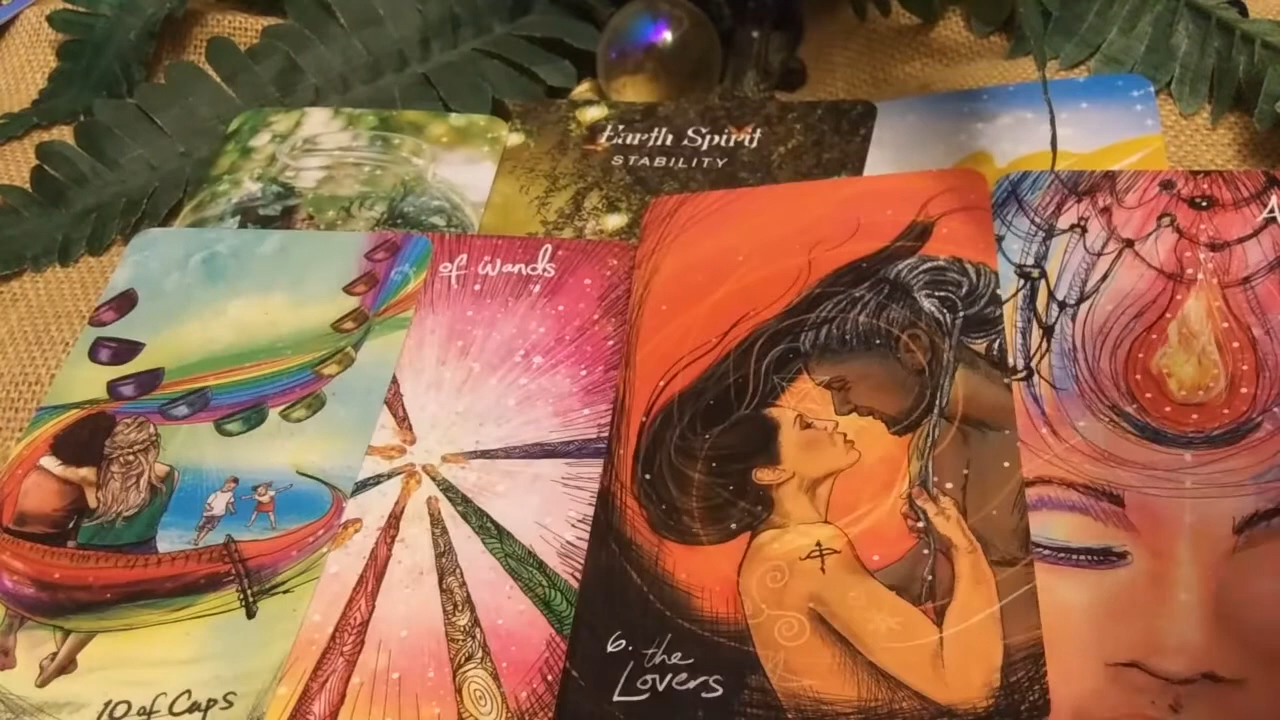 Earth Spirit
STABILITY
of wands
A
6. the
Lovers
10 of Cups